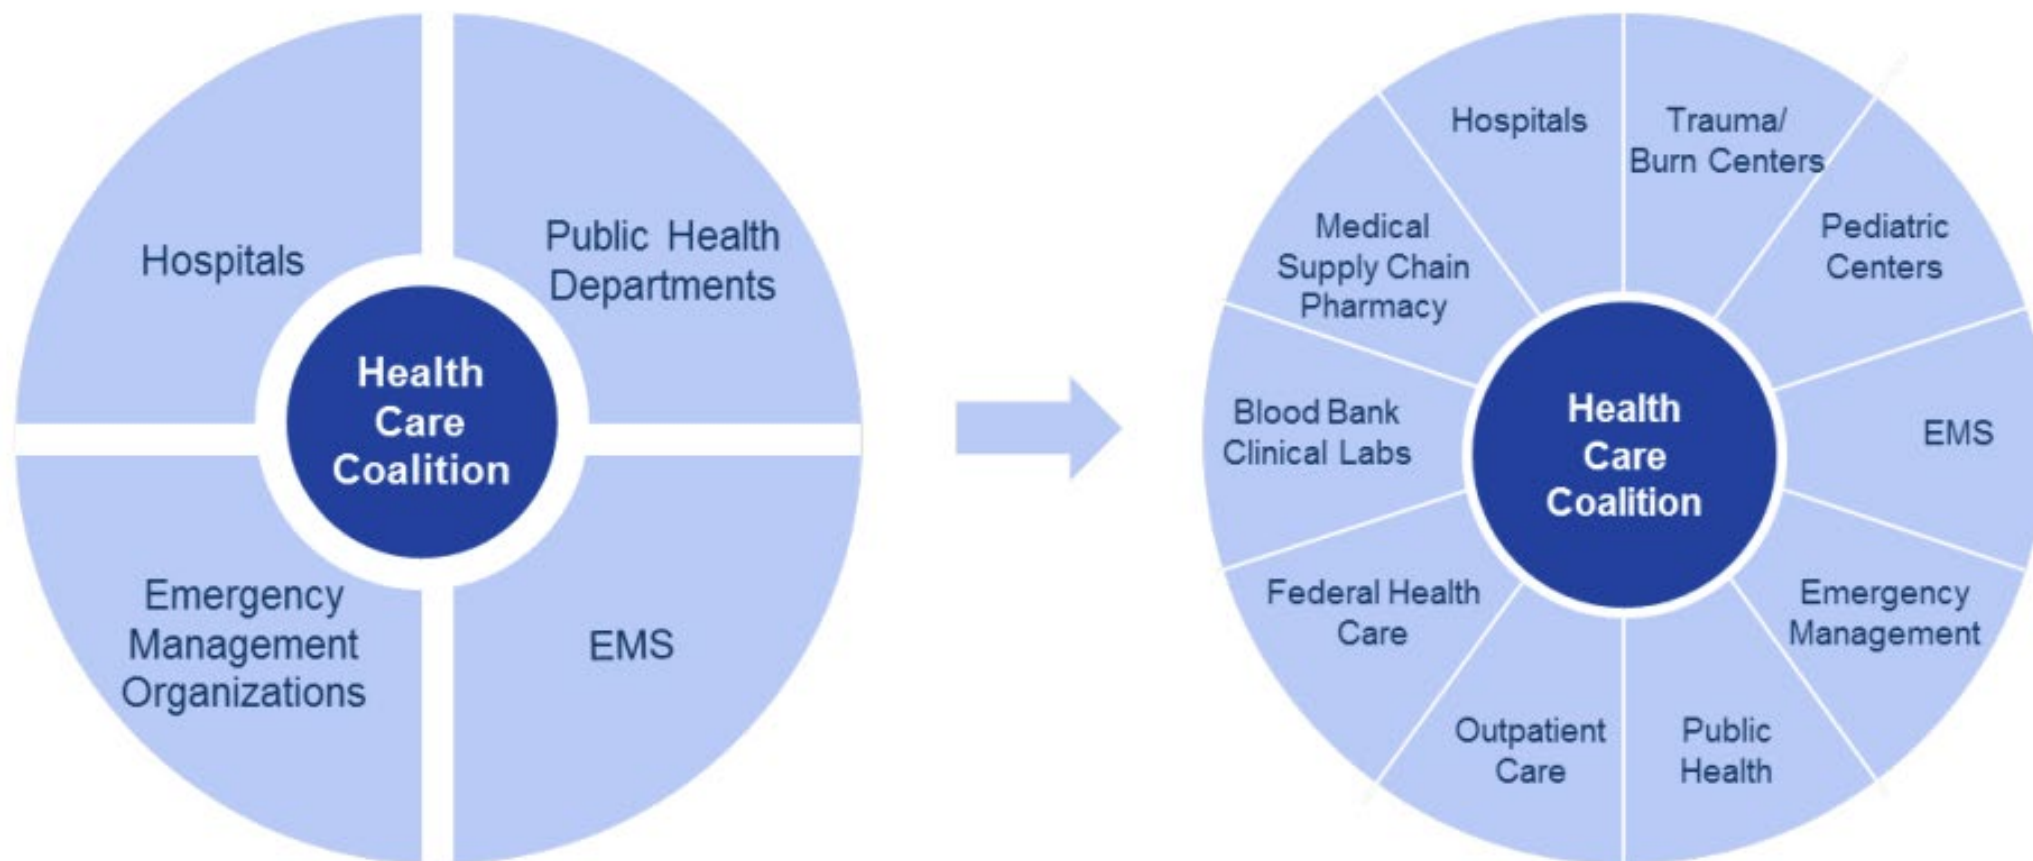 Hospitals
Public Health
Departments
Health
Care
Coalition
Emergency
Management
Organizations
EMS
Hospitals
Trauma/
Burn Centers
Pediatric
Centers
EMS
Emergency
Management
Public
Health
Outpatient
Care
Federal Health
Care
Blood Bank
Clinical Labs
Medical
Supply Chain
Pharmacy
Health
Care
Coalition